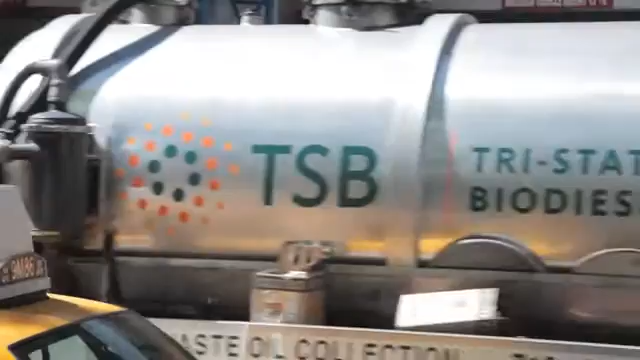 TSB
TRI-STAT
BIODIES
ASTE OIL COLLECTION